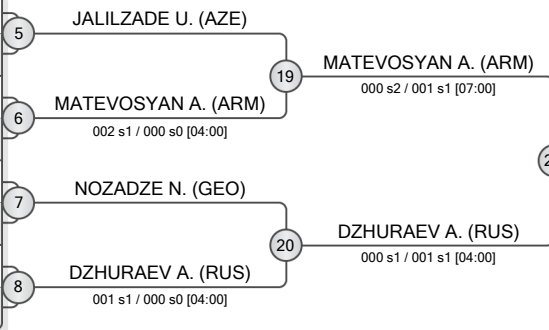 JALILZADE U. (AZE)
5
19
MATEVOSYAN A. (ARM)
000 s2 / 001 s1 [07:00]
MATEVOSYAN A. (ARM)
6
002 s1 / 000 s0 [04:00]
NOZADZE N. (GEO)
7
20
DZHURAEV A. (RUS)
000 s1 / 001 s1 [04:00]
DZHURAEV A. (RUS)
8
001 s1 / 000 s0 [04:00]